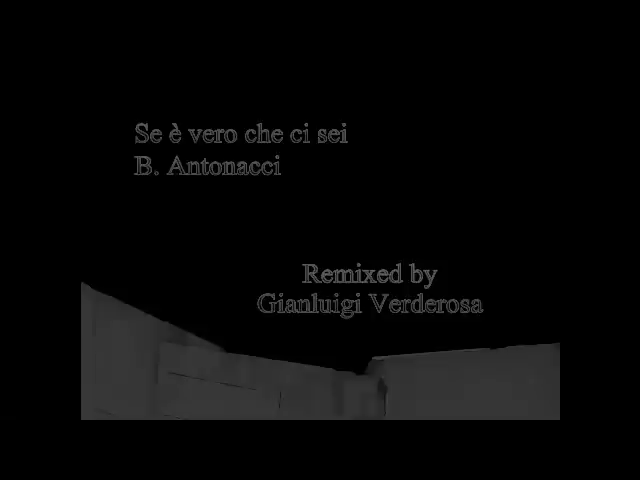 Se è vero che ci sei
B. Antonacci
Remixed by
Gianluigi Verderosa